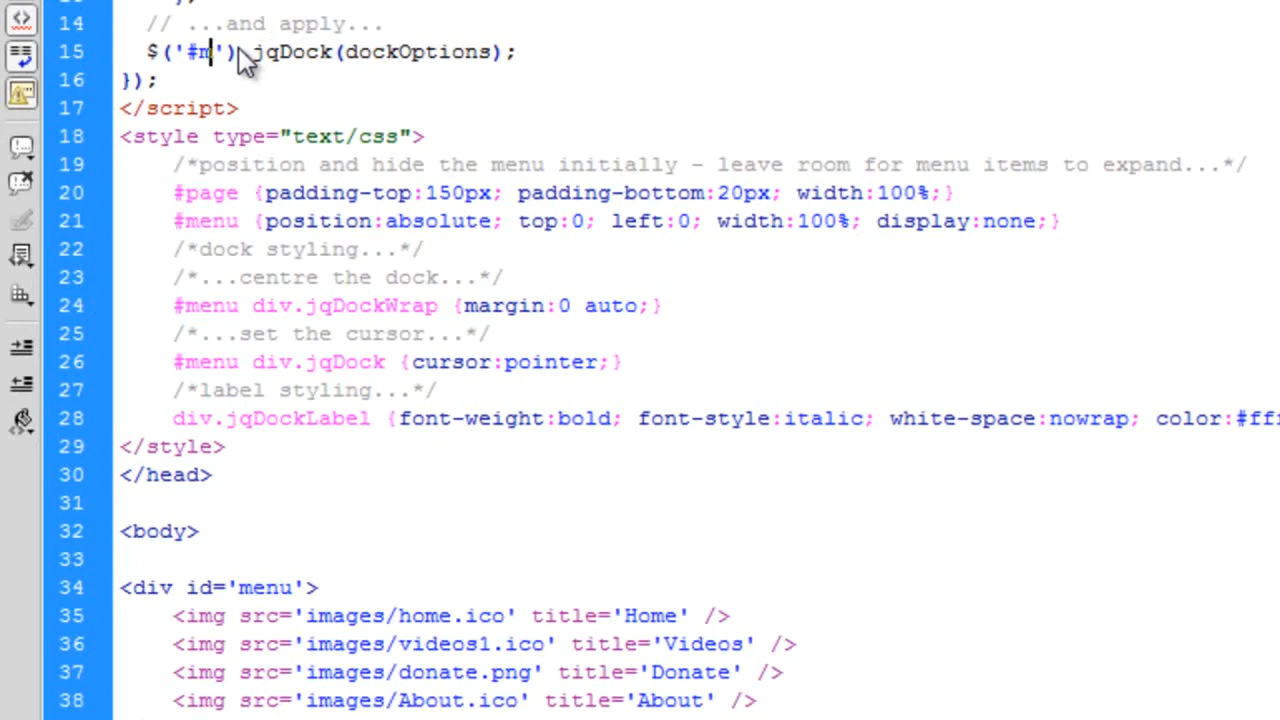 14 // ...and apply...
15 $('#m').jqDock(dockOptions);
16 });
17 </script>
18 <style type="text/css">
19 /*position and hide the menu initially - leave room for menu items to expand...*/
20 #page {padding-top:150px; padding-bottom:20px; width:100%;}
21 #menu {position:absolute; top:0; left:0; width:100%; display:none;}
22 /*dock styling...*/
23 /*...centre the dock...*/
24 #menu div.jqDockWrap {margin:0 auto;}
25 /*...set the cursor...*/
26 #menu div.jqDock {cursor:pointer;}
27 /*label styling...*/
28 div.jqDockLabel {font-weight:bold; font-style:italic; white-space:nowrap; color:#fff
29 </style>
30 </head>
31
32 <body>
33
34 <div id='menu'>
35 <img src='images/home.ico' title='Home' />
36 <img src='images/videos1.ico' title='Videos' />
37 <img src='images/donate.png' title='Donate' />
38 <img src='images/About.ico' title='About' />